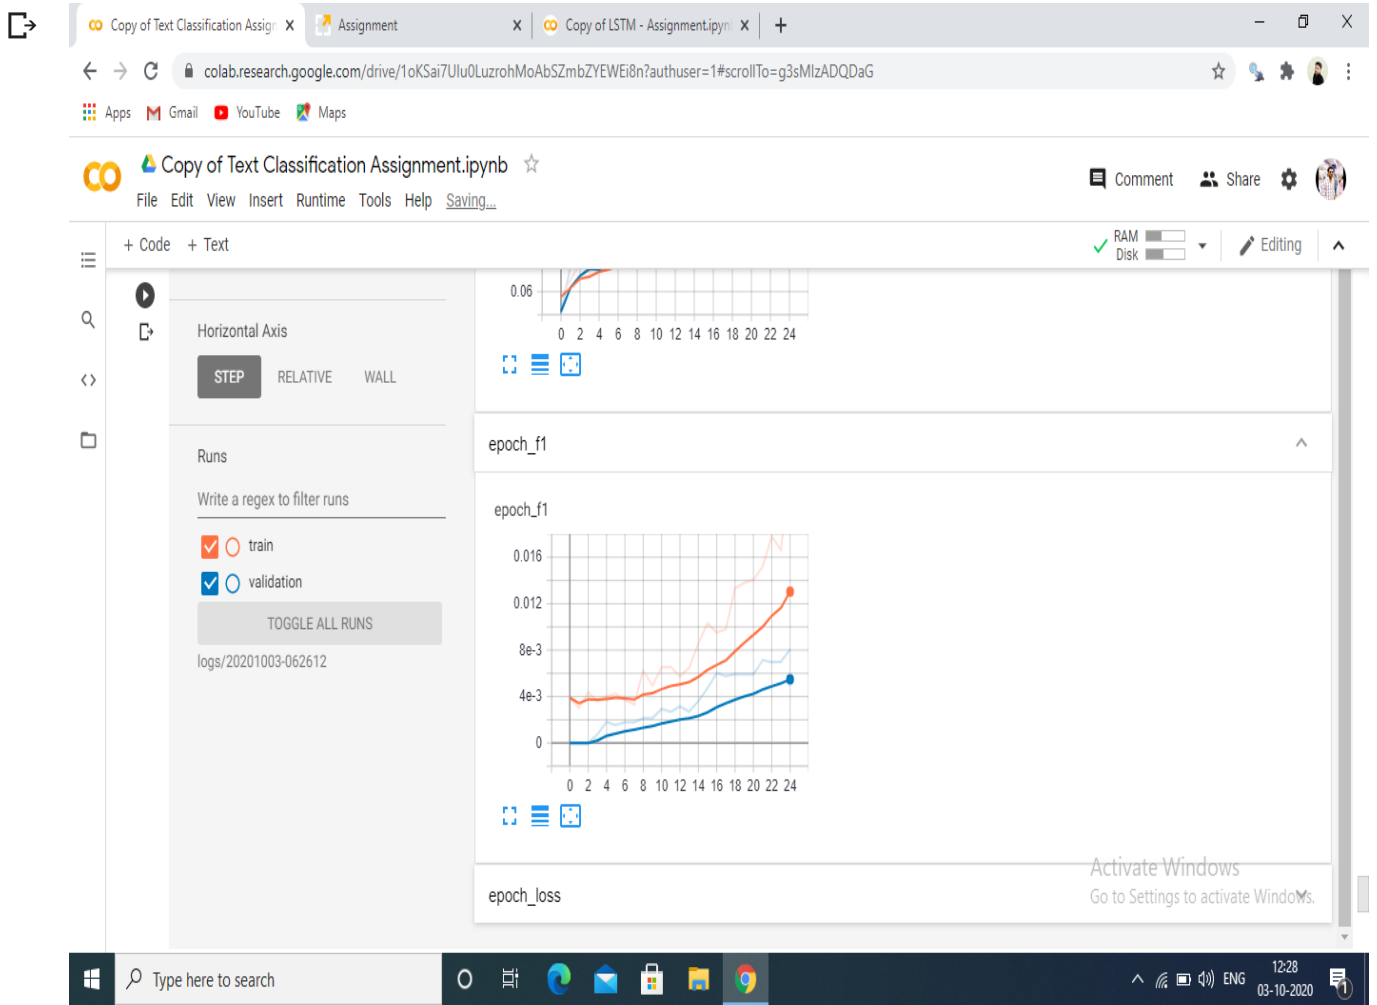 Copy of Text Classification Assign
Assignment
Copy of LSTM - Assignment.ipyn
colab.research.google.com/drive/1oKSai7UIu0LuzrohMoAbSZmbZYEWEi8n?authuser=1#scrollTo=g3sMIzADQDaG
Apps Gmail YouTube Maps
Copy of Text Classification Assignment.ipynb
Comment Share
File Edit View Insert Runtime Tools Help Saving...
+ Code + Text
RAM
Disk
Editing
0.06
0 2 4 6 8 10 12 14 16 18 20 22 24
Horizontal Axis
STEP RELATIVE WALL
epoch_f1
Runs
Write a regex to filter runs
train
validation
TOGGLE ALL RUNS
logs/20201003-062612
epoch_f1
0.016
0.012
8e-3
4e-3
0
0 2 4 6 8 10 12 14 16 18 20 22 24
epoch_loss
Activate Windows
Go to Settings to activate Windows.
Type here to search
ENG
12:28
03-10-2020
1